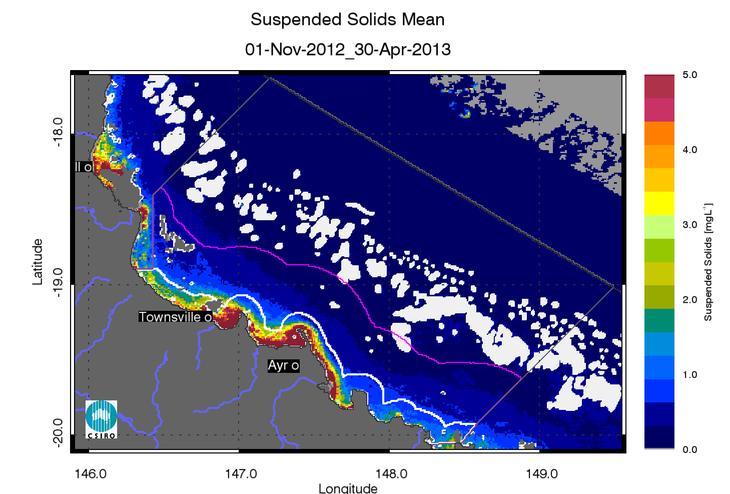 Suspended Solids Mean
01-Nov-2012_30-Apr-2013
5.0
4.0
3.0
2.0
1.0
0.0
Suspended Solids [mgL⁻¹]
-18.0
-19.0
-20.0
Latitude
ll o
Townsville o
Ayr o
CSIRO
146.0
147.0
148.0
149.0
Longitude